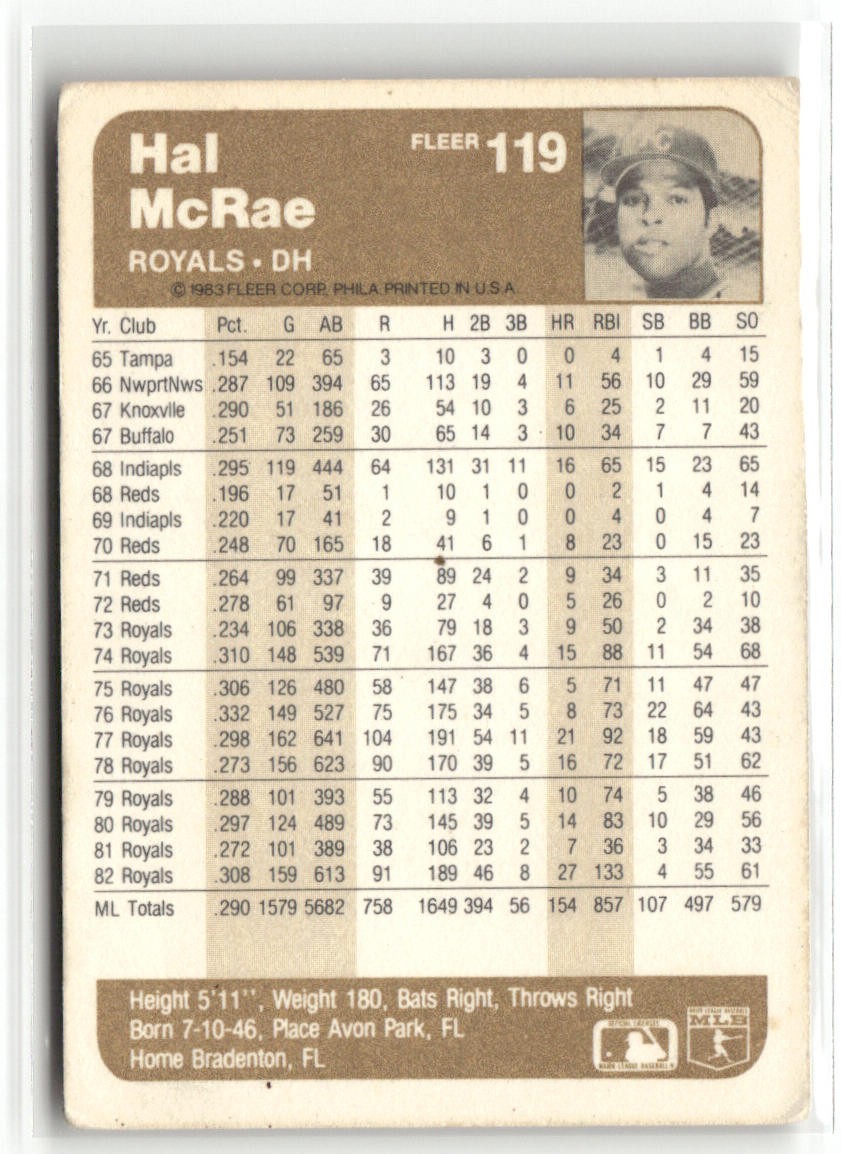 Hal
McRae
FLEER 119
ROYALS • DH
© 1983 FLEER CORP. PHILA. PRINTED IN U.S.A.
Yr. Club Pct. G AB R H 2B 3B HR RBI SB BB SO
65 Tampa .154 22 65 3 10 3 0 0 4 1 4 15
66 NwprtNws .287 109 394 65 113 19 4 11 56 10 29 59
67 Knoxvlle .290 51 186 26 54 10 3 6 25 2 11 20
67 Buffalo .251 73 259 30 65 14 3 10 34 7 7 43
68 Indiapls .295 119 444 64 131 31 11 16 65 15 23 65
68 Reds .196 17 51 1 10 1 0 0 2 1 4 14
69 Indiapls .220 17 41 2 9 1 0 0 4 0 4 7
70 Reds .248 70 165 18 41 6 1 8 23 0 15 23
71 Reds .264 99 337 39 89 24 2 9 34 3 11 35
72 Reds .278 61 97 9 27 4 0 5 26 0 2 10
73 Royals .234 106 338 36 79 18 3 9 50 2 34 38
74 Royals .310 148 539 71 167 36 4 15 88 11 54 68
75 Royals .306 126 480 58 147 38 6 5 71 11 47 47
76 Royals .332 149 527 75 175 34 5 8 73 22 64 43
77 Royals .298 162 641 104 191 54 11 21 92 18 59 43
78 Royals .273 156 623 90 170 39 5 16 72 17 51 62
79 Royals .288 101 393 55 113 32 4 10 74 5 38 46
80 Royals .297 124 489 73 145 39 5 14 83 10 29 56
81 Royals .272 101 389 38 106 23 2 7 36 3 34 33
82 Royals .308 159 613 91 189 46 8 27 133 4 55 61
ML Totals .290 1579 5682 758 1649 394 56 154 857 107 497 579
Height 5'11'', Weight 180, Bats Right, Throws Right
Born 7-10-46, Place Avon Park, FL
Home Bradenton, FL
OFFICIAL LICENSEE
MAJOR LEAGUE BASEBALL
MAJOR LEAGUE BASEBALL
MLB